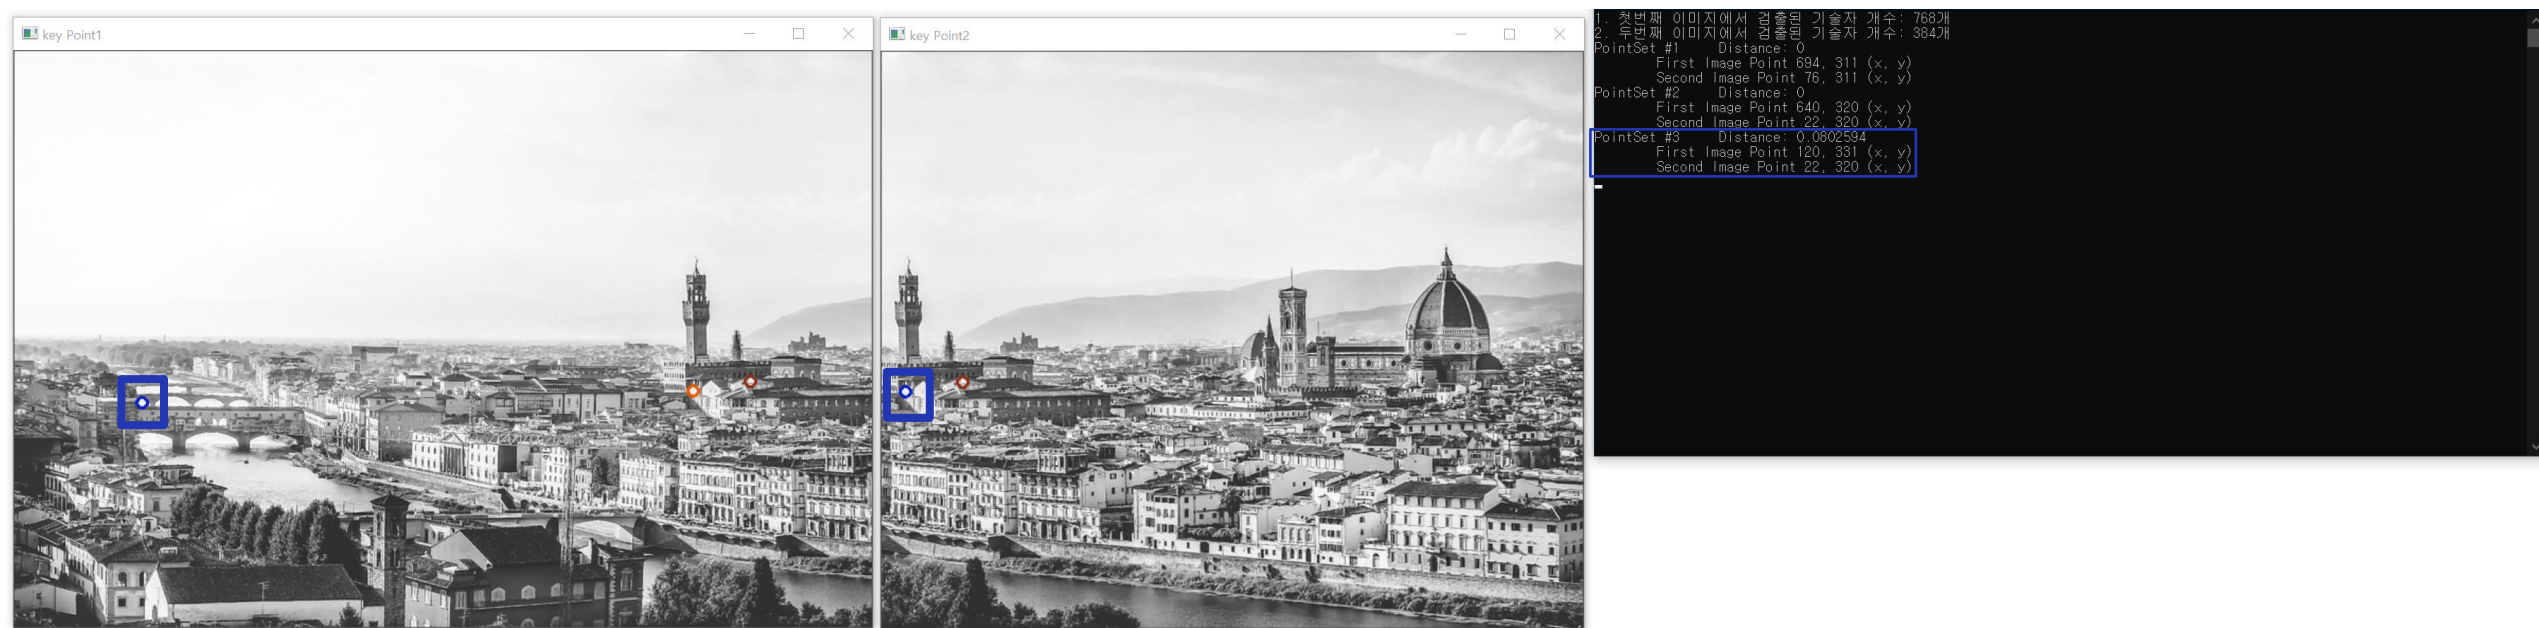 key Point1
key Point2
1. 첫번째 이미지에서 검출된 기술자 개수: 768개
2. 두번째 이미지에서 검출된 기술자 개수: 384개
PointSet #1 Distance: 0
First Image Point 694, 311 (x, y)
Second Image Point 76, 311 (x, y)
PointSet #2 Distance: 0
First Image Point 640, 320 (x, y)
Second Image Point 22, 320 (x, y)
PointSet #3 Distance: 0.0802594
First Image Point 120, 331 (x, y)
Second Image Point 22, 320 (x, y)